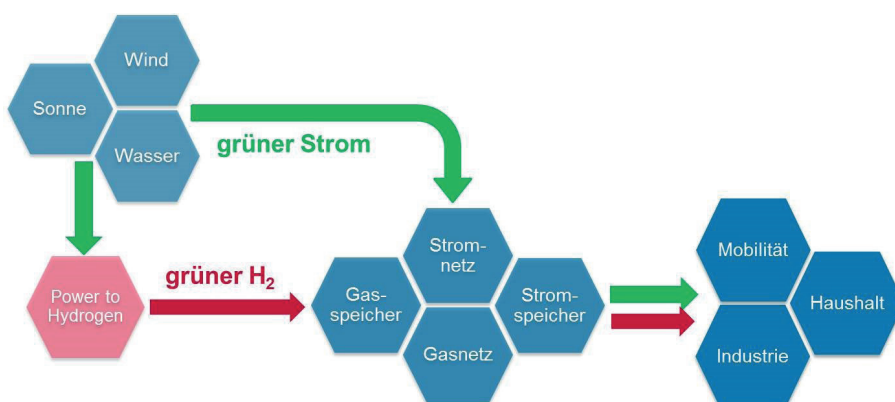 Wind
Sonne
Wasser
grüner Strom
Strom-
netz
Mobilität
Power to
Hydrogen
grüner H₂
Gas-
speicher
Strom-
speicher
Haushalt
Gasnetz
Industrie